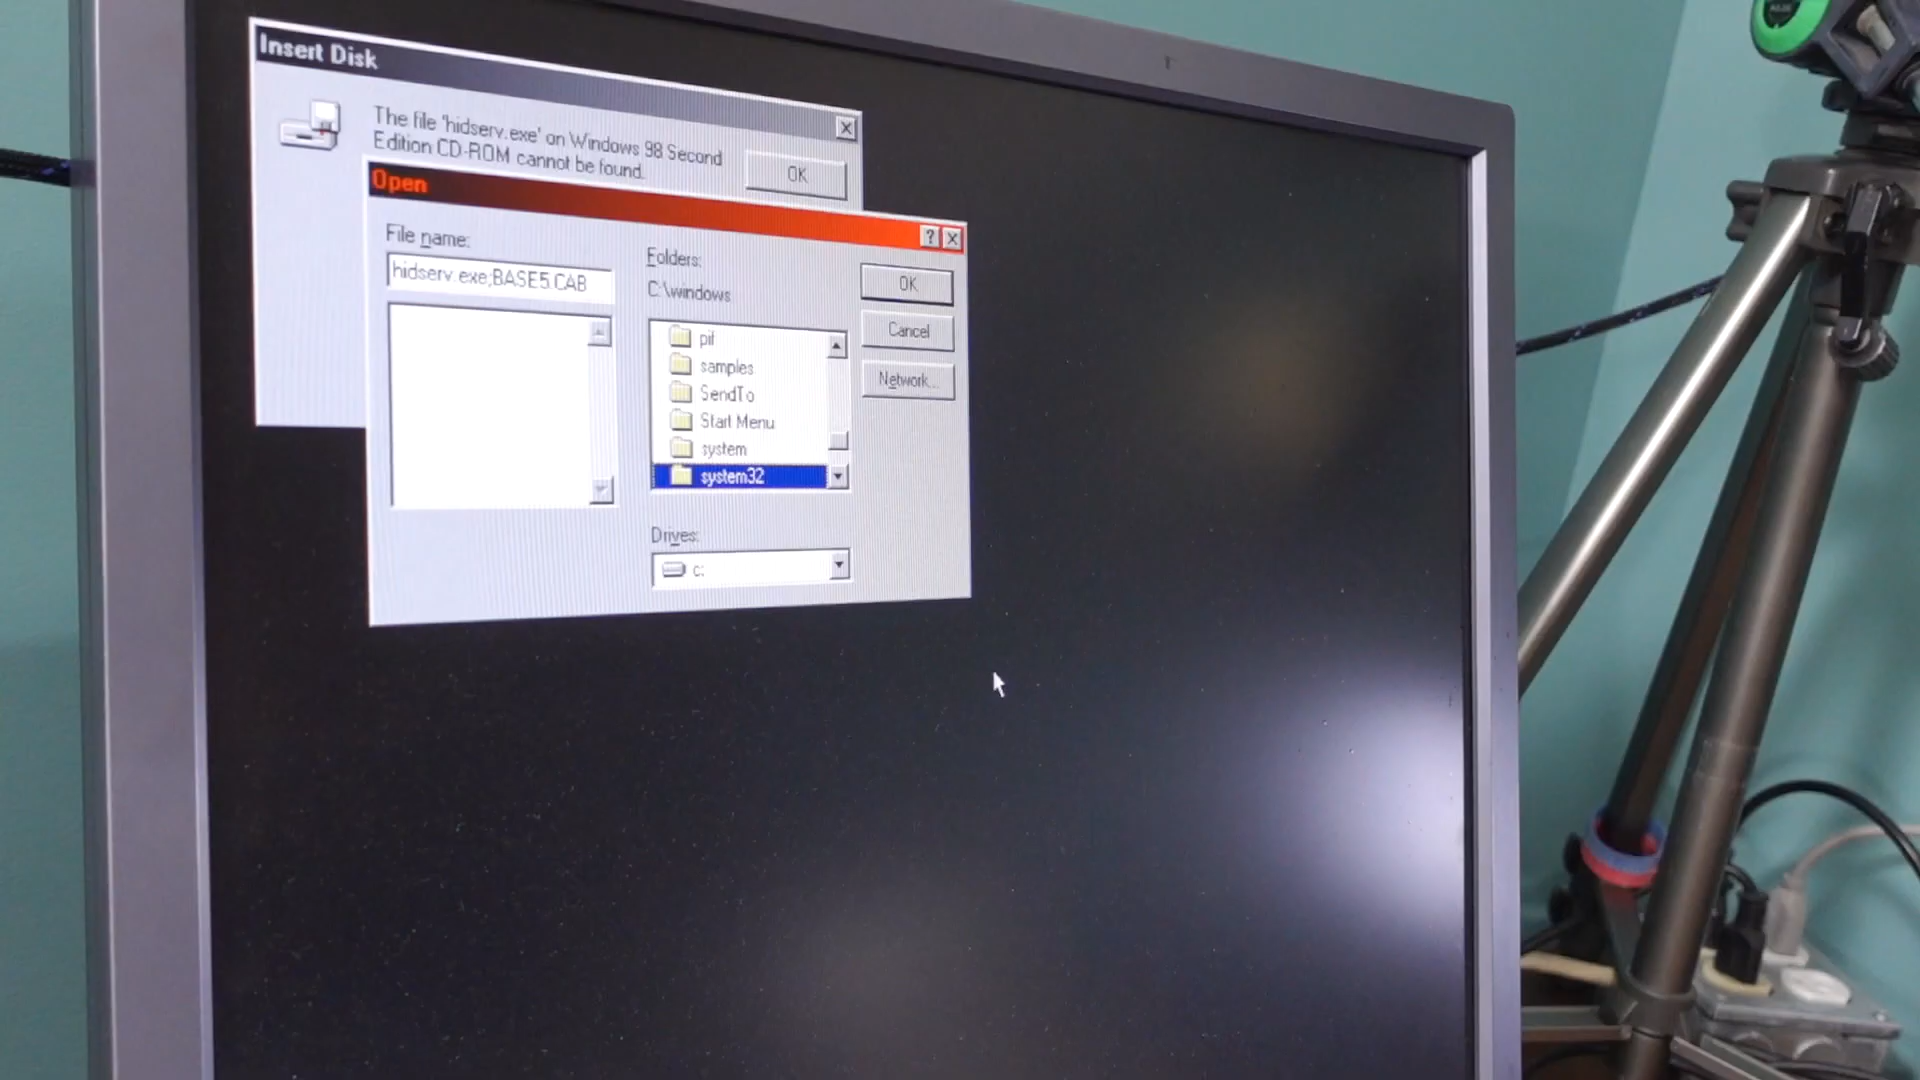 Insert Disk
The file 'hidserv.exe' on Windows 98 Second
Edition CD-ROM cannot be found.
OK
Open
File name:
hidserv.exe;BASE5.CAB
Folders:
C:\windows
pif
samples
SendTo
Start Menu
system
system32
OK
Cancel
Network...
Drives:
c: